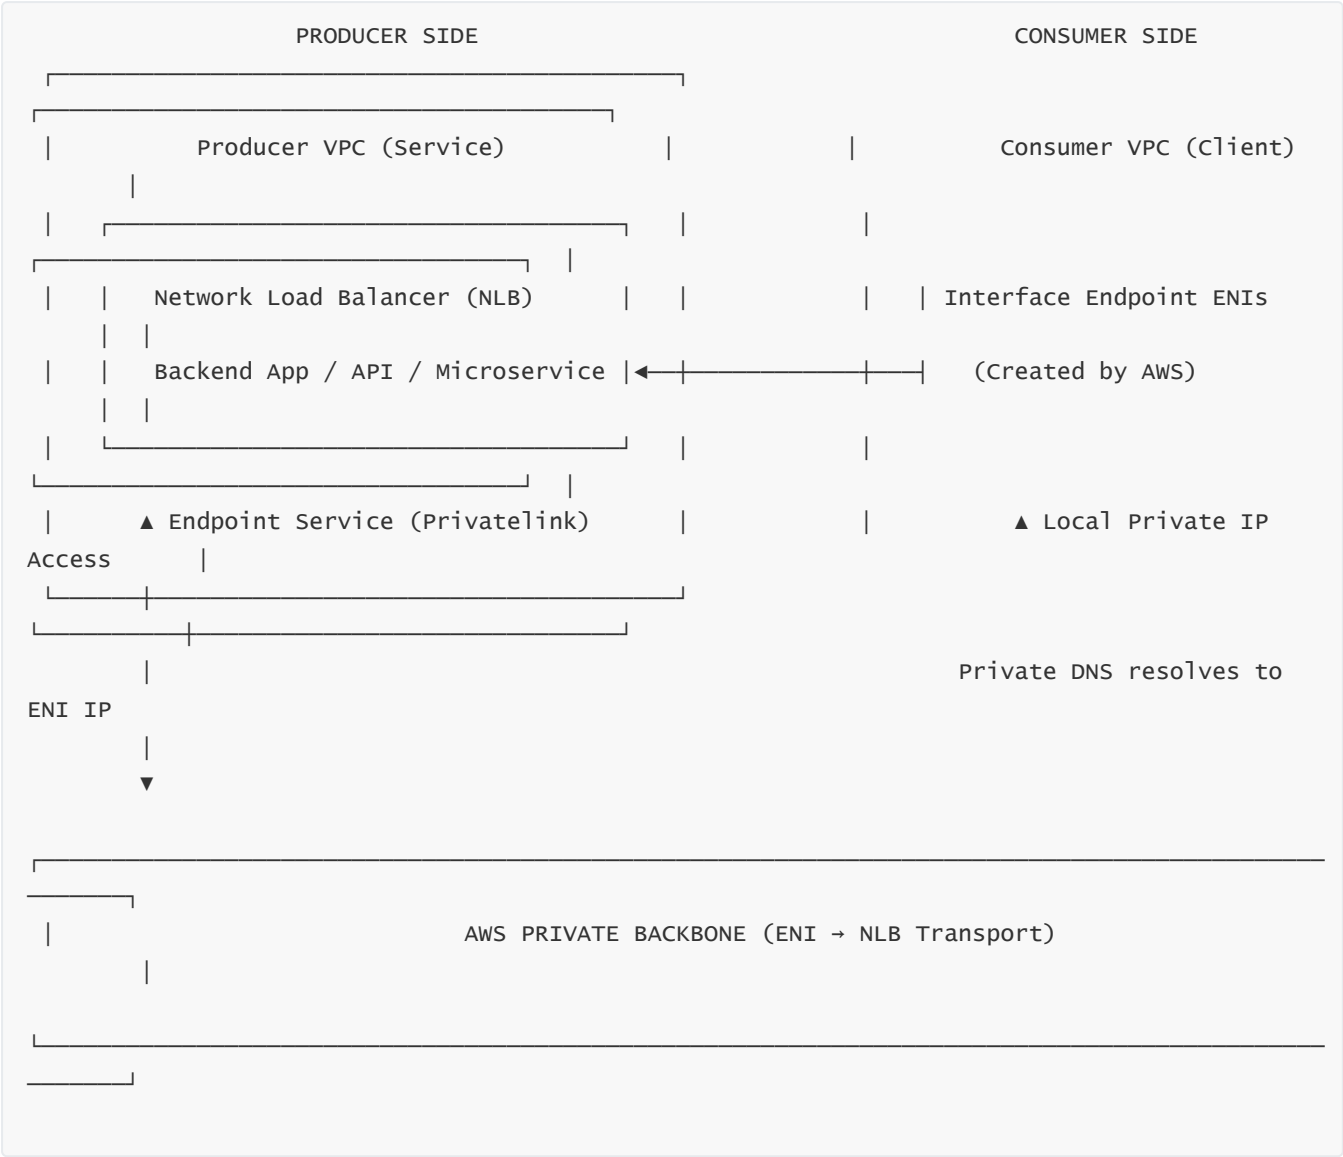 PRODUCER SIDE CONSUMER SIDE
Producer VPC (Service) Consumer VPC (Client)
Network Load Balancer (NLB) Interface Endpoint ENIs
Backend App / API / Microservice (Created by AWS)
▲ Endpoint Service (Privatelink) ▲ Local Private IP
Access
Private DNS resolves to
ENI IP
AWS PRIVATE BACKBONE (ENI → NLB Transport)